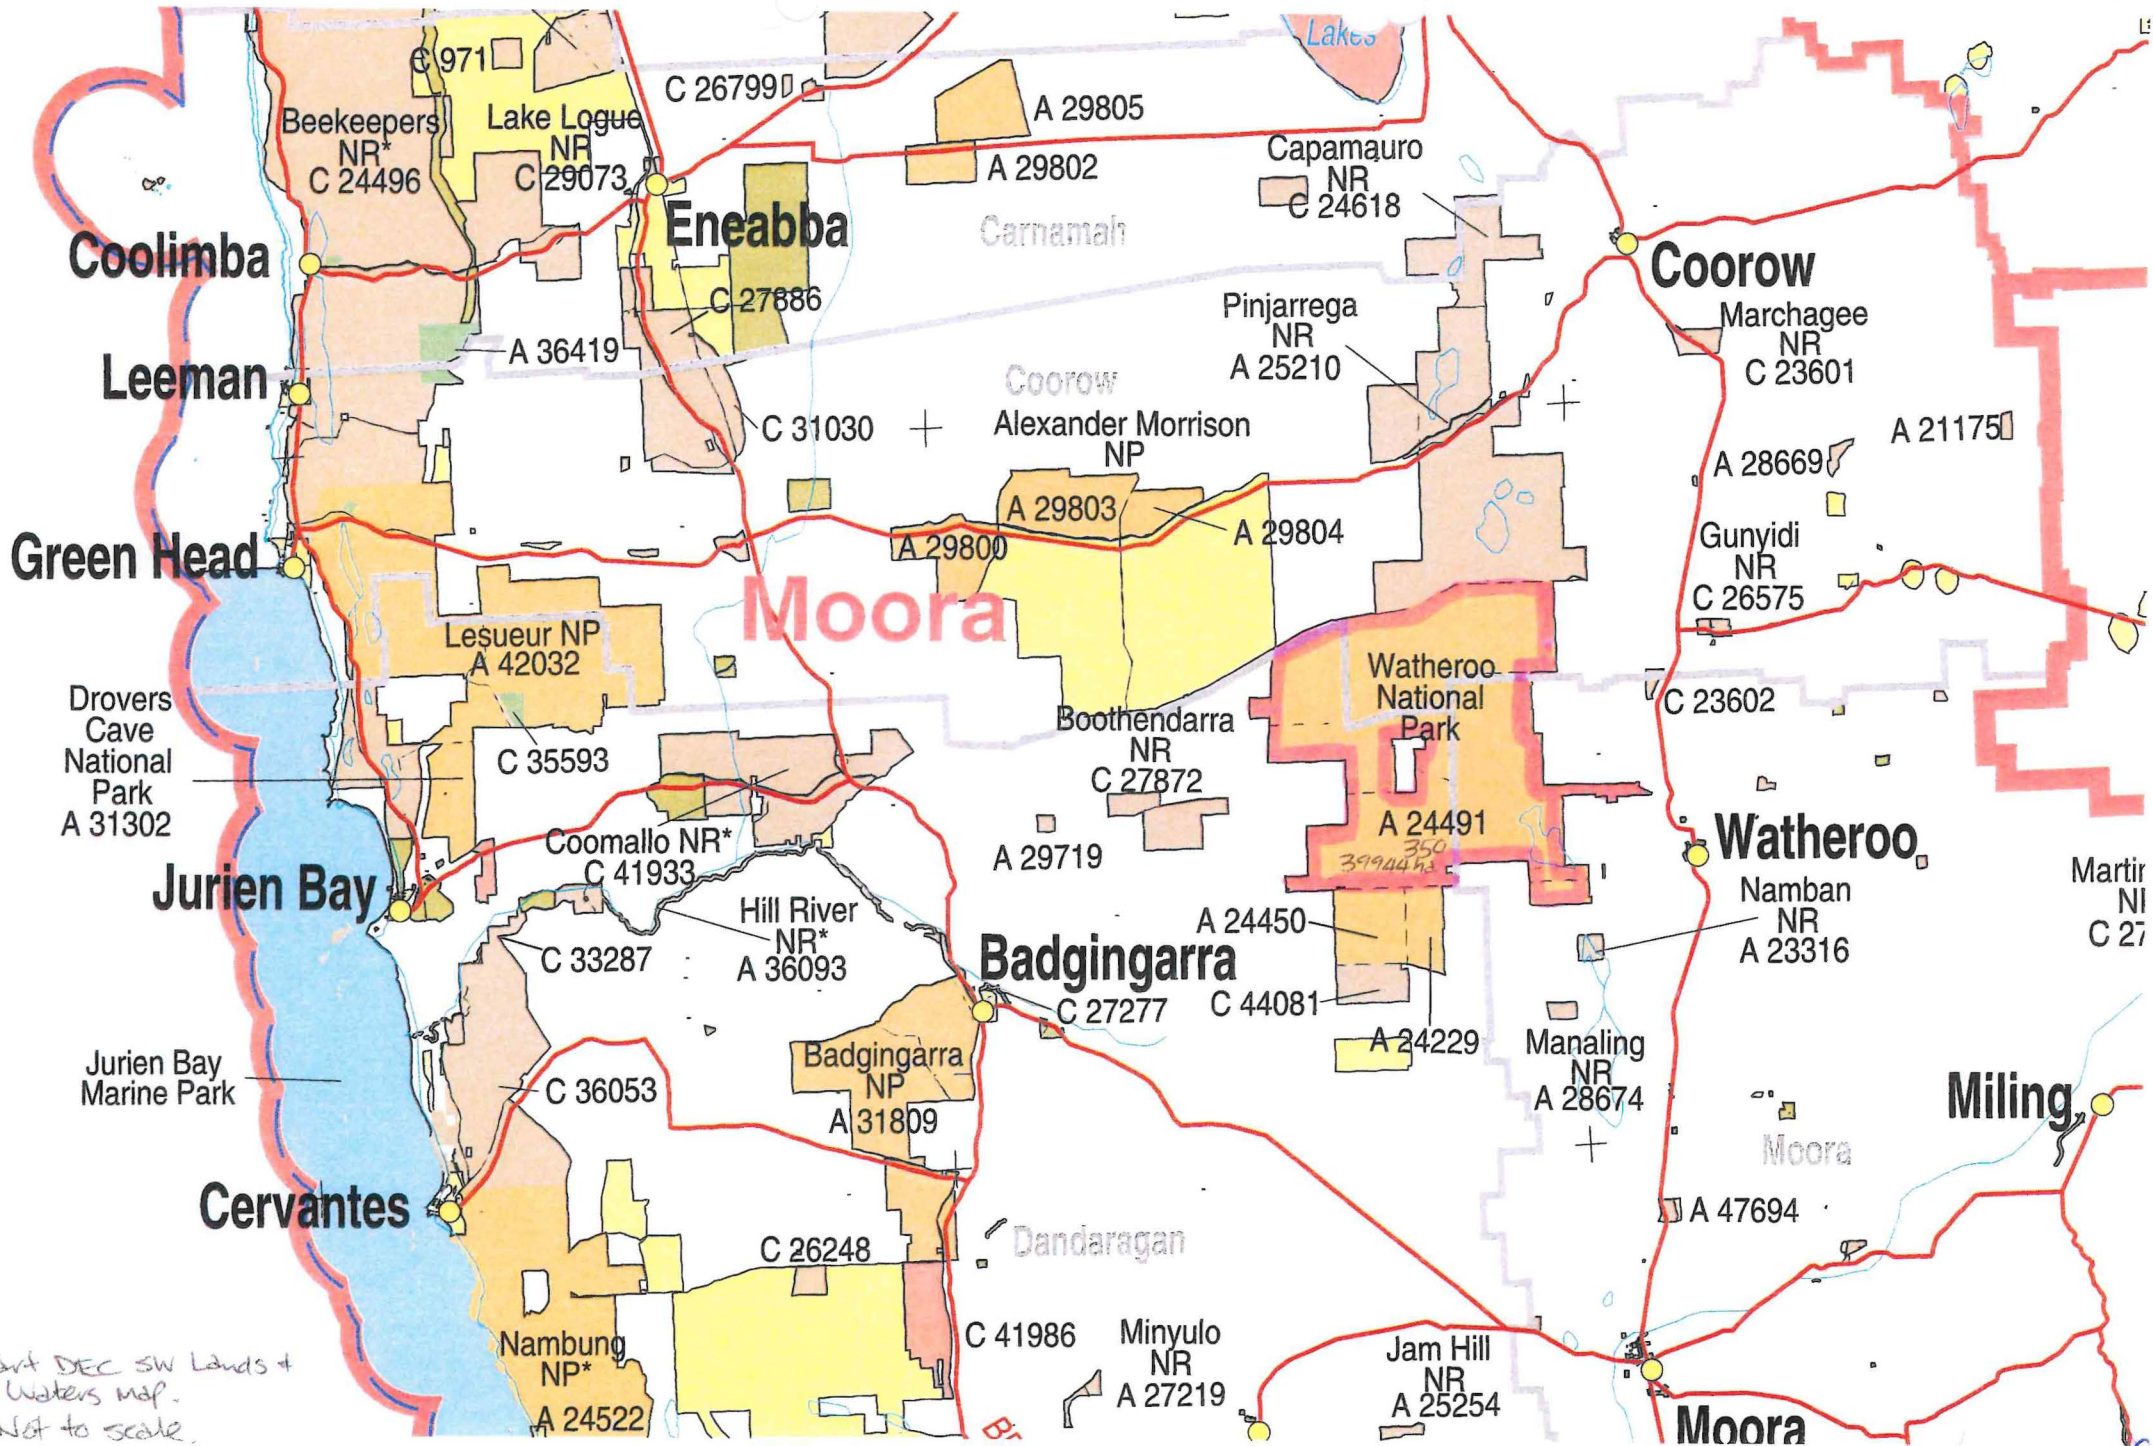 Lakes
C 971
C 26799
A 29805
Beekeepers
NR*
C 24496
Lake Logue
NR
C 29073
A 29802
Capamauro
NR
C 24618
Eneabba
Carnamah
Coolimba
Coorow
C 27886
Pinjarrega
NR
A 25210
Marchagee
NR
C 23601
A 36419
Leeman
Coorow
C 31030
Alexander Morrison
NP
A 21175
A 28669
A 29803
A 29804
Green Head
A 29800
Gunyidi
NR
C 26575
Moora
Lesueur NP
A 42032
Watheroo
National
Park
Drovers
Cave
National
Park
A 31302
C 23602
Boothendarra
NR
C 27872
C 35593
A 24491
350
39944 ha
Watheroo
Coomallo NR*
C 41933
A 29719
Jurien Bay
Namban
NR
A 23316
Martin
C 27
Hill River
NR*
A 36093
A 24450
C 33287
Badgingarra
C 27277
C 44081
A 24229
Manaling
NR
A 28674
Badgingarra
NP
A 31809
Jurien Bay
Marine Park
C 36053
Miling
Moora
Cervantes
A 47694
C 26248
Dandaragan
C 41986
Minyulo
NR
A 27219
Jam Hill
NR
A 25254
Nambung
NP*
A 24522
Moora
DEC SW Lands &
Waters Map.
Not to scale.